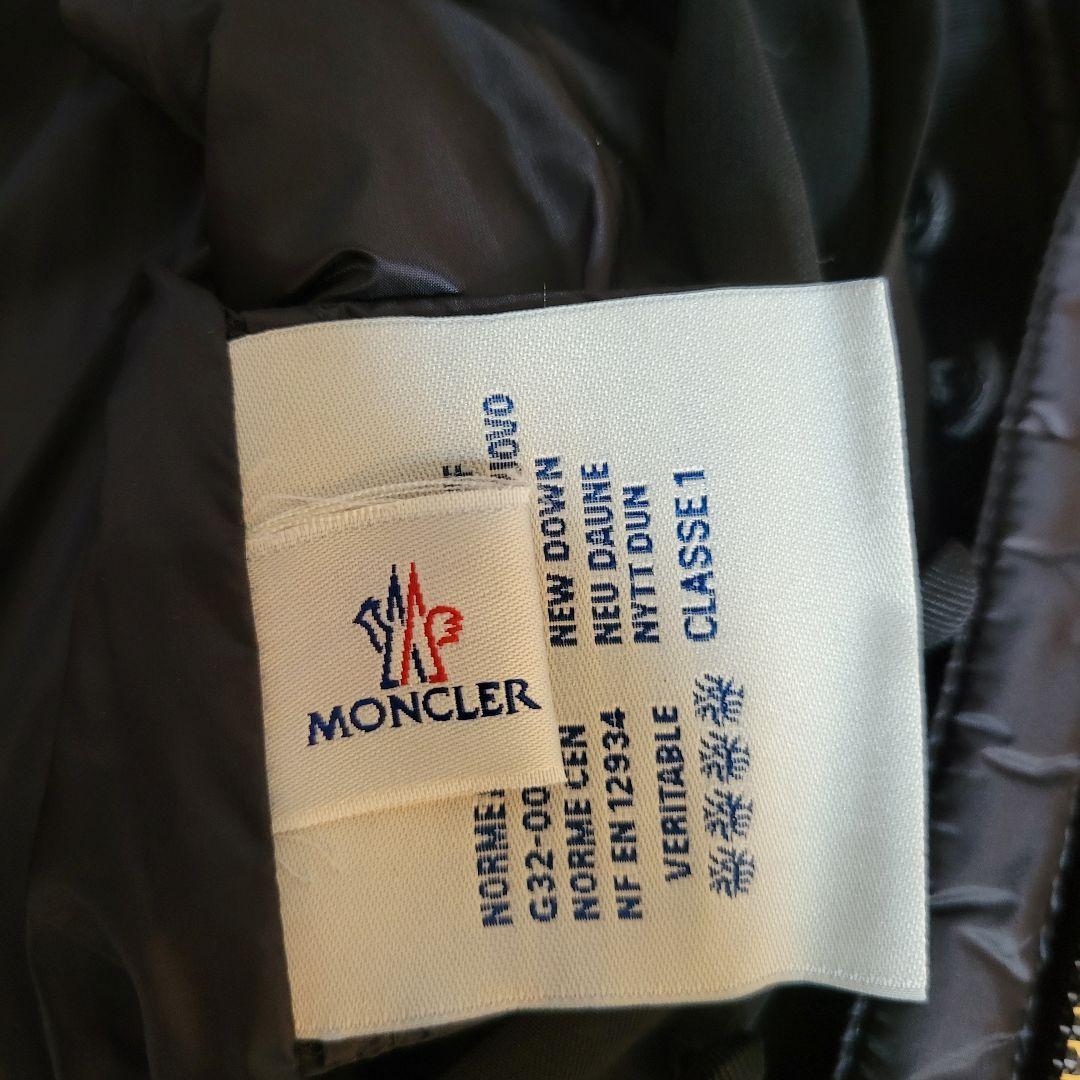 MONCLER
NEW DOWN
NEU DAUNE
NYTT DUN
CLASSE 1
NORME
G32-00
NORME CEN
NF EN 12934
VERITABLE